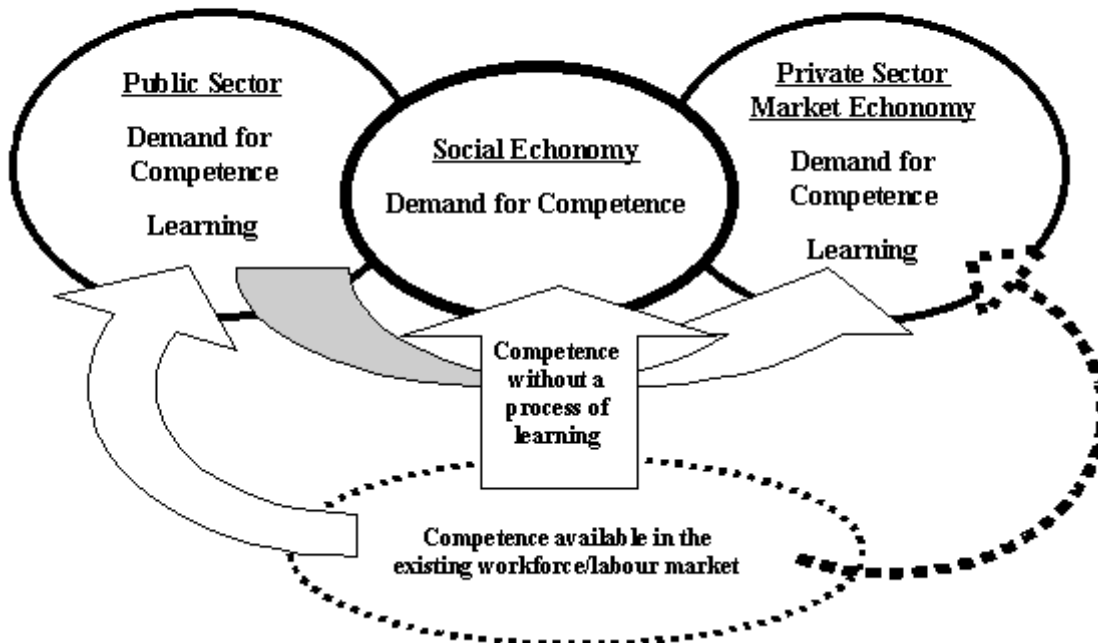 Public Sector
Demand for
Competence
Learning
Social Echonomy
Demand for Competence
Private Sector
Market Echonomy
Demand for
Competence
Learning
Competence
without a
process of
learning
Competence available in the
existing workforce/labour market